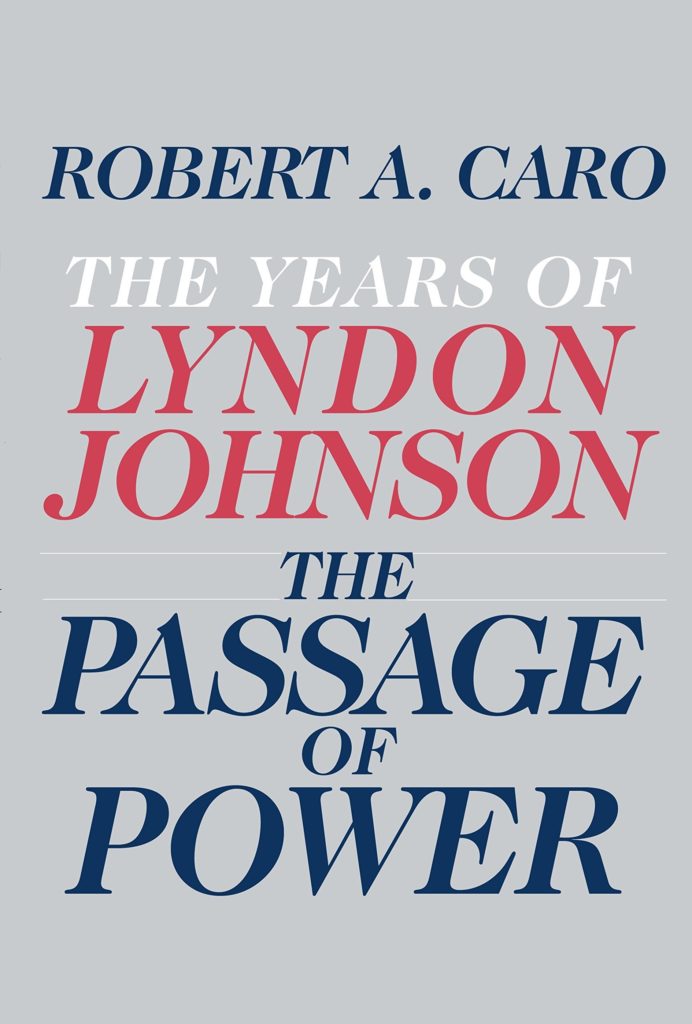 ROBERT A. CARO
THE YEARS OF
LYNDON
JOHNSON
THE
PASSAGE
OF
POWER